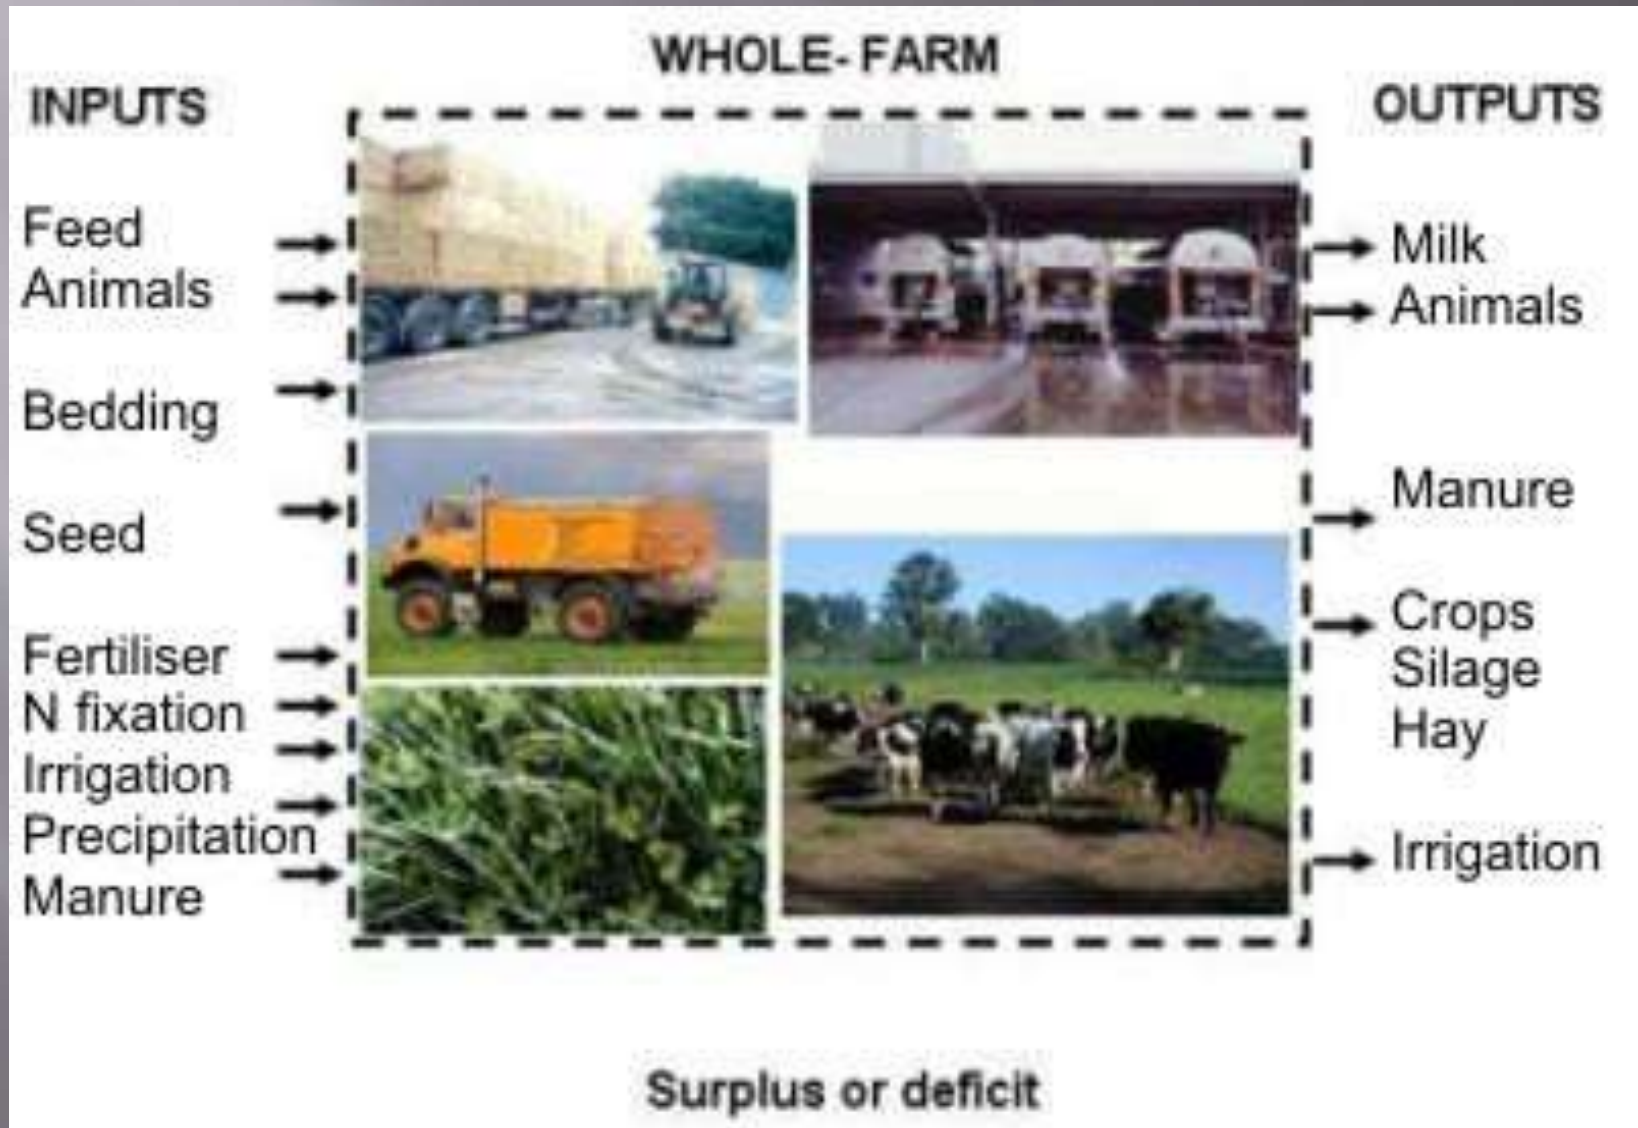 WHOLE- FARM
INPUTS
OUTPUTS
Feed
Animals
Bedding
Seed
Fertiliser
N fixation
Irrigation
Precipitation
Manure
Milk
Animals
Manure
Crops
Silage
Hay
Irrigation
Surplus or deficit